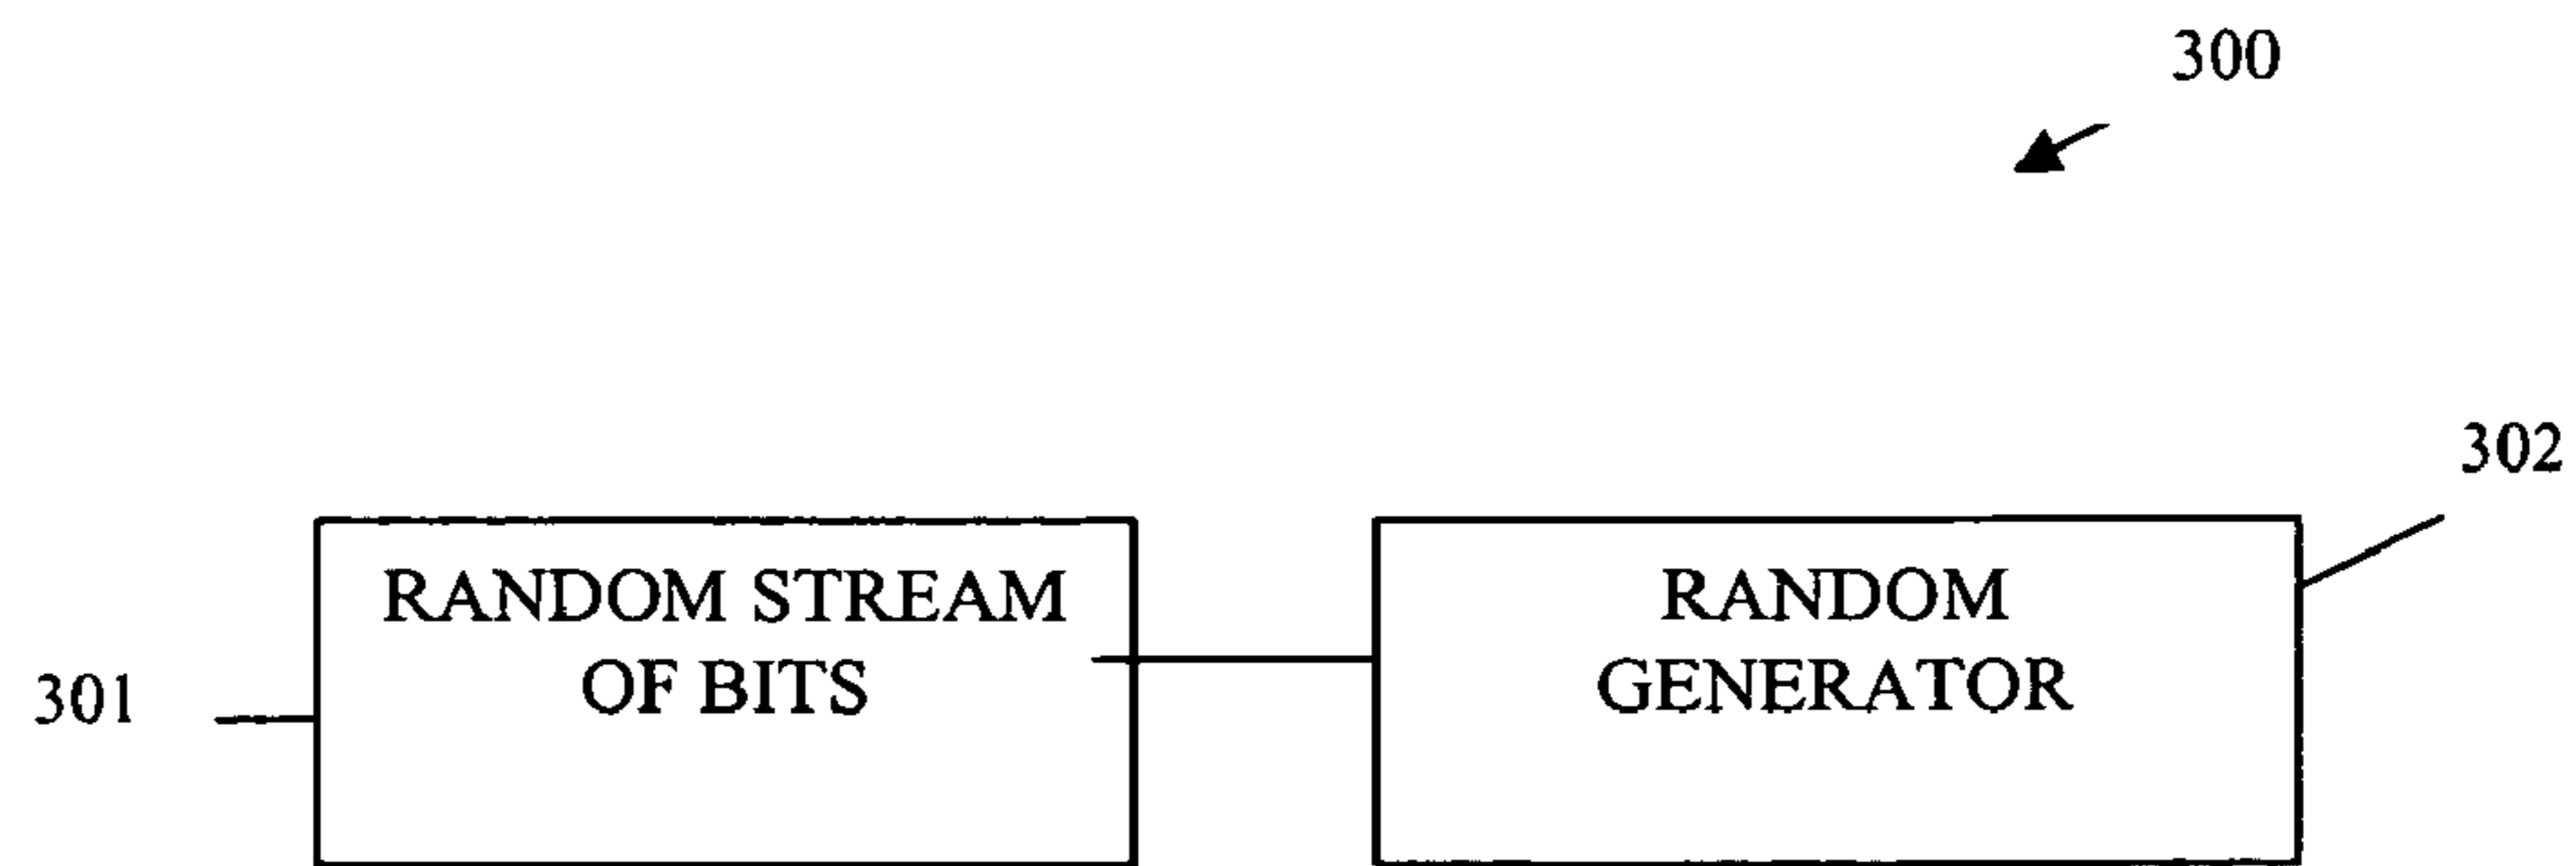 300
302
RANDOM STREAM
OF BITS
RANDOM
GENERATOR
301